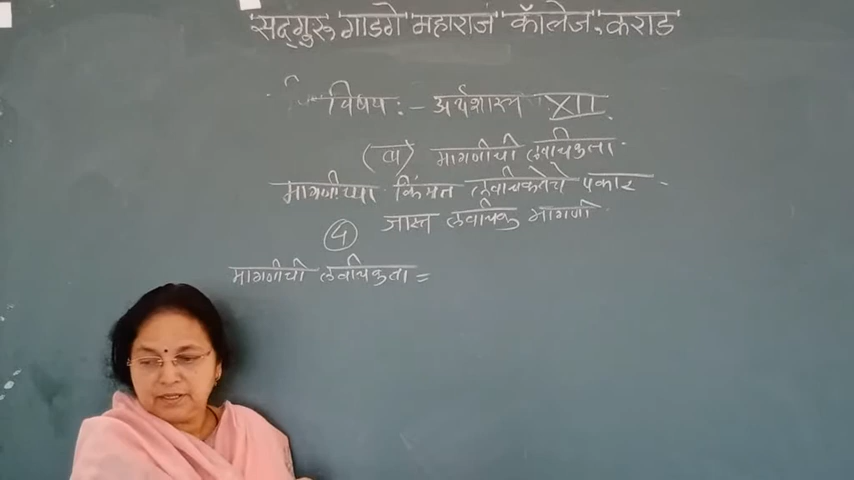 सद्गुरू गाडगे महाराज कॉलेज, कराड
विषय :- अर्थशास्त्र XII
(ब) मागणीची लवचिकता.
मागणीच्या किंमत लवचिकतेचे प्रकार -
५ जास्त लवचिक मागणी
मागणीची लवचिकता =